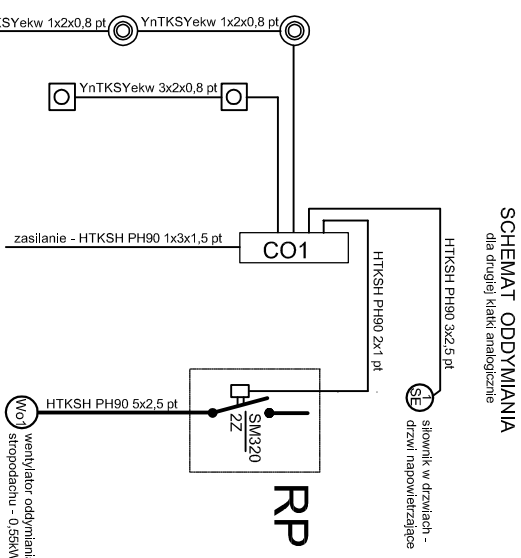 YnTKSYekw 1x2x0,8 pt
YnTKSYekw 3x2x0,8 pt
zasilanie - HTKSH PH90 1x3x1,5 pt
CO1
HTKSH PH90 2x1 pt
HTKSH PH90 3x2,5 pt
SCHEMAT ODDYMIANIA
dla drugiej klatki analogicznie
1
SE
siłownik w drzwiach -
drzwi napowietrzające
HTKSH PH90 5x2,5 pt
SM320
2Z
RP
Wo1
wentylator oddymiani
stropodachu - 0,55kW
SYekw 1x2x0,8 pt